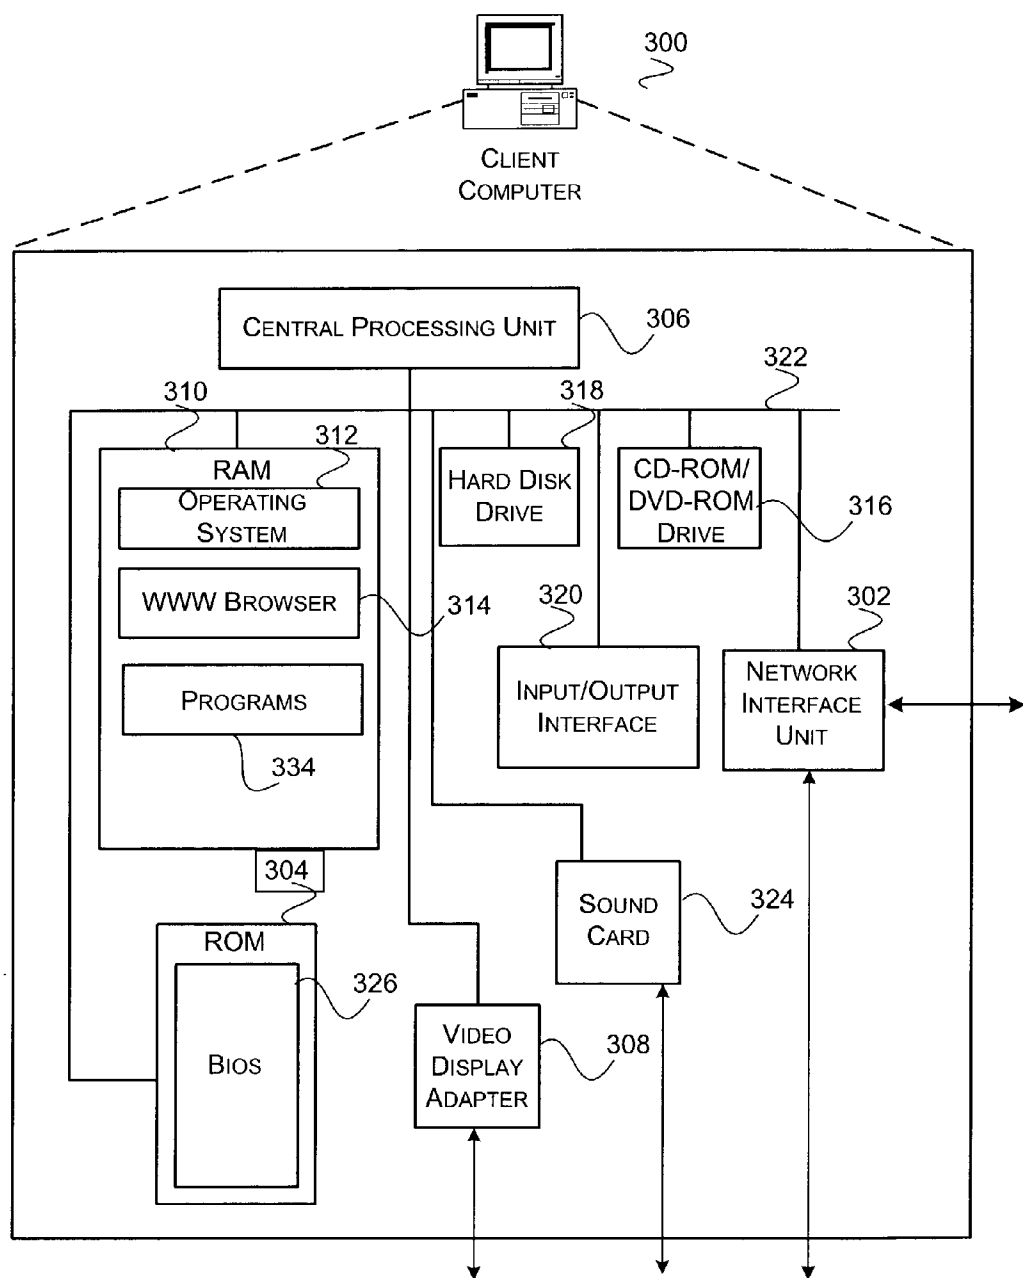 300
CLIENT
COMPUTER
CENTRAL PROCESSING UNIT
306
322
310
318
312
RAM
OPERATING
SYSTEM
HARD DISK
DRIVE
CD-ROM/
DVD-ROM
DRIVE
316
WWW BROWSER
314
320
302
PROGRAMS
334
INPUT/OUTPUT
INTERFACE
NETWORK
INTERFACE
UNIT
304
SOUND
CARD
324
ROM
326
BIOS
VIDEO
DISPLAY
ADAPTER
308